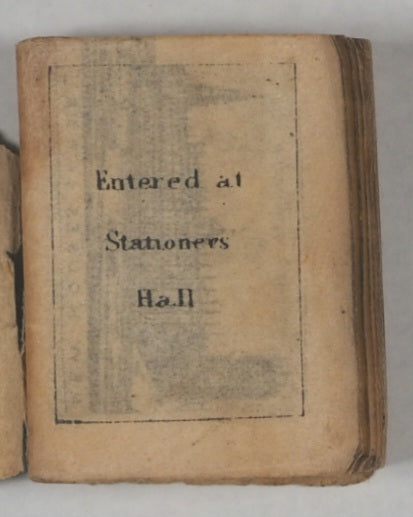 Entered at
Stationers
Hall